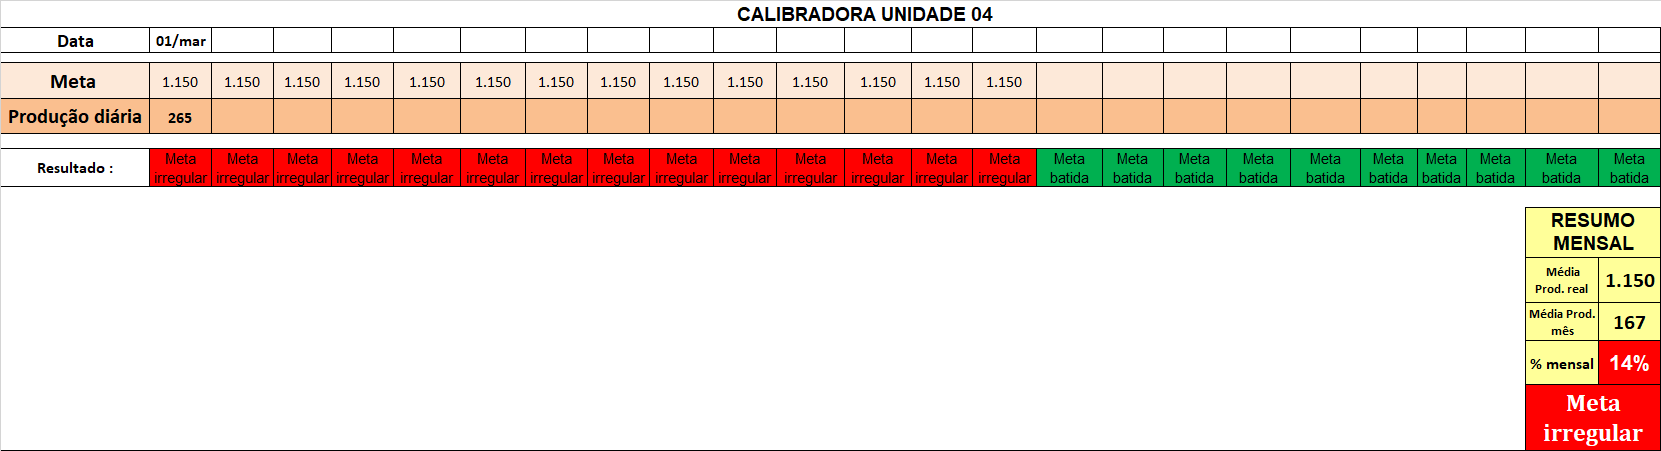 CALIBRADORA UNIDADE 04
Data 01/mar
Meta 1.150 1.150 1.150 1.150 1.150 1.150 1.150 1.150 1.150 1.150 1.150 1.150 1.150 1.150
Produção diária 265
Resultado : Meta irregular Meta irregular Meta irregular Meta irregular Meta irregular Meta irregular Meta irregular Meta irregular Meta irregular Meta irregular Meta irregular Meta irregular Meta irregular Meta irregular Meta batida Meta batida Meta batida Meta batida Meta batida Meta batida Meta batida Meta batida Meta batida Meta batida
RESUMO
MENSAL
Média
Prod. real 1.150
Média Prod.
mês 167
% mensal 14%
Meta
irregular